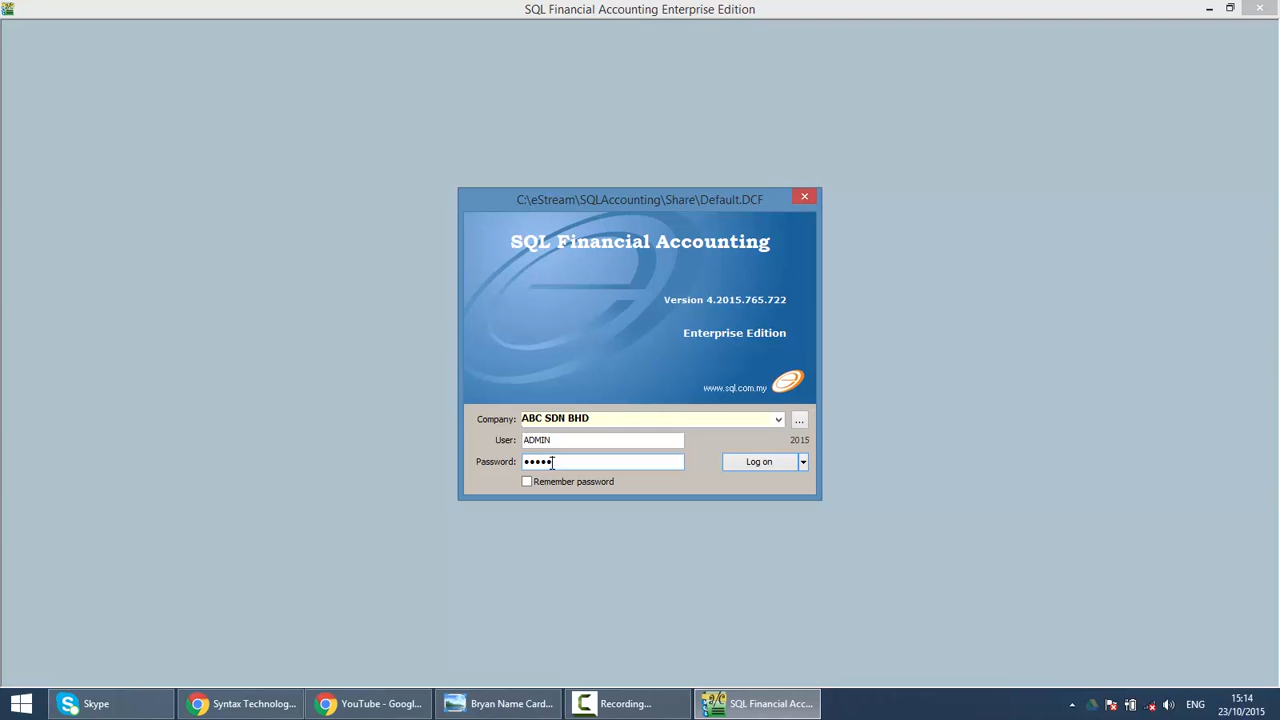 SQL Financial Accounting Enterprise Edition
C:\eStream\SQLAccounting\Share\Default.DCF
SQL Financial Accounting
Version 4.2015.765.722
Enterprise Edition
www.sql.com.my
Company: ABC SDN BHD ...
User: ADMIN 2015
Password: ••••• Log on
Remember password
Skype
Syntax Technolog...
YouTube - Googl...
Bryan Name Card...
Recording...
SQL Financial Acc...
ENG
15:14
23/10/2015